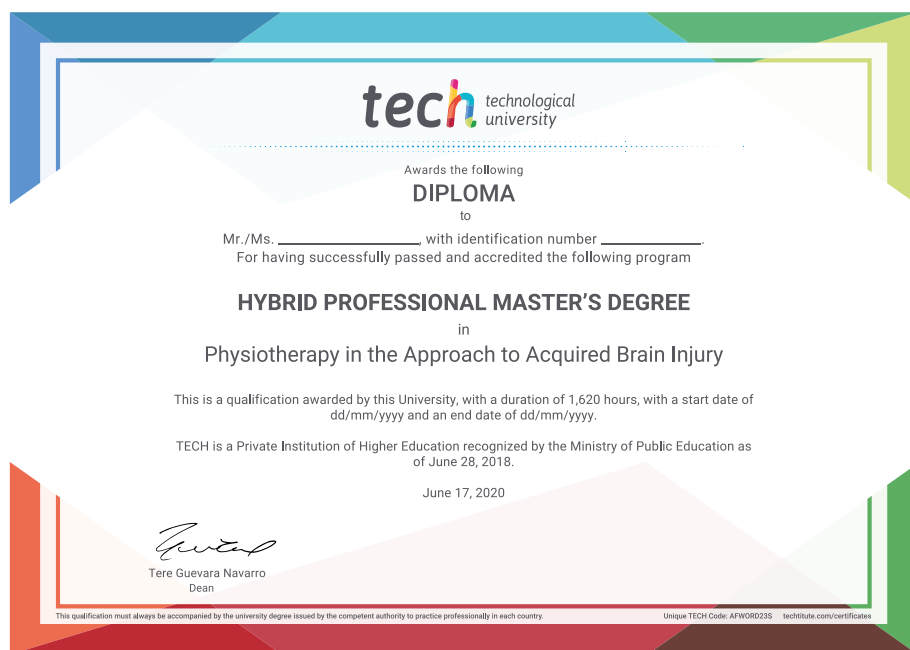 tech technological
university
Awards the following
DIPLOMA
to
Mr./Ms. ____________________, with identification number ______________.
For having successfully passed and accredited the following program
HYBRID PROFESSIONAL MASTER'S DEGREE
in
Physiotherapy in the Approach to Acquired Brain Injury
This is a qualification awarded by this University, with a duration of 1,620 hours, with a start date of
dd/mm/yyyy and an end date of dd/mm/yyyy.
TECH is a Private Institution of Higher Education recognized by the Ministry of Public Education as
of June 28, 2018.
June 17, 2020
Tere Guevara Navarro
Dean
This qualification must always be accompanied by the university degree issued by the competent authority to practice professionally in each country. Unique TECH Code: AFWORD23S techtitute.com/certificates